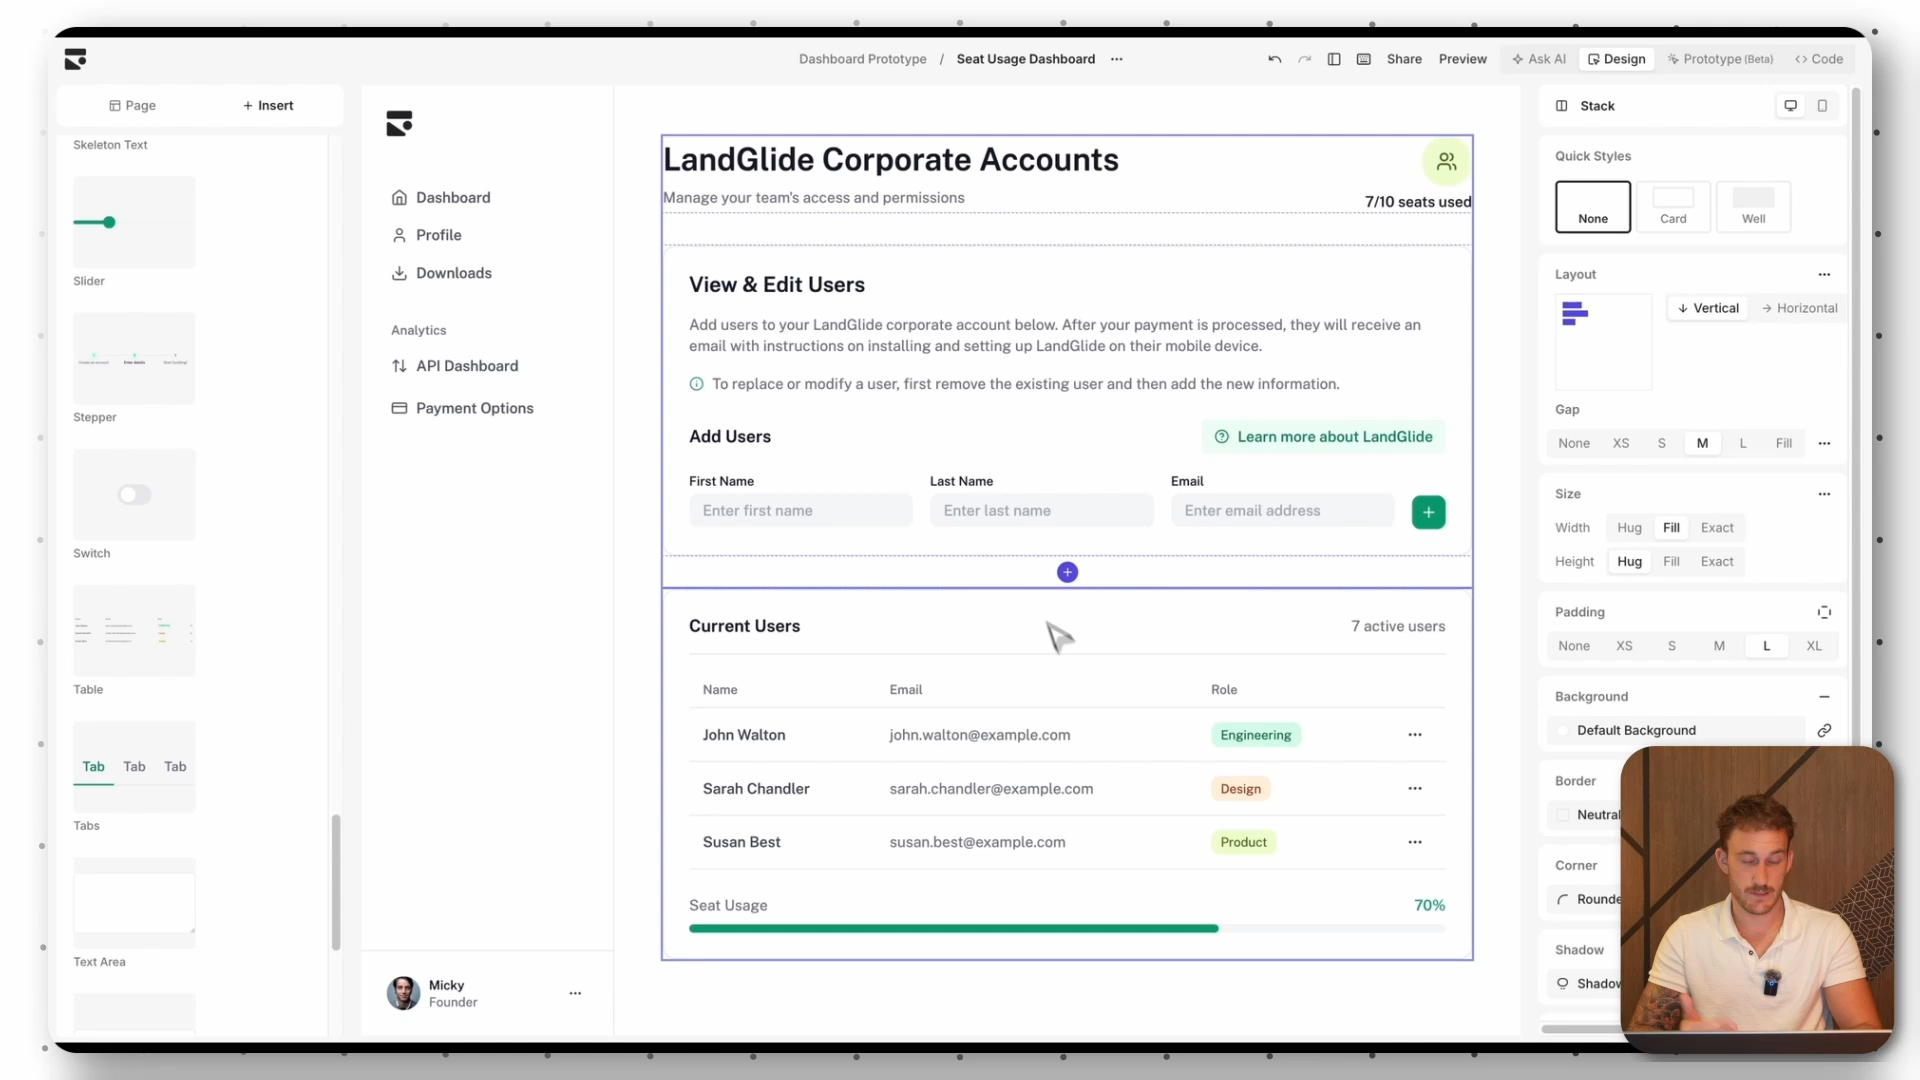 Dashboard Prototype / Seat Usage Dashboard ...
Share Preview Ask AI Design Prototype (Beta) <> Code
Page + Insert
Skeleton Text
Slider
Stepper
Switch
Table
Tab Tab Tab
Tabs
Text Area
Dashboard
Profile
Downloads
Analytics
API Dashboard
Payment Options
Micky
Founder
LandGlide Corporate Accounts
Manage your team's access and permissions
7/10 seats used
View & Edit Users
Add users to your LandGlide corporate account below. After your payment is processed, they will receive an
email with instructions on installing and setting up LandGlide on their mobile device.
To replace or modify a user, first remove the existing user and then add the new information.
Add Users
Learn more about LandGlide
First Name Last Name Email
Enter first name Enter last name Enter email address
Current Users
7 active users
Name Email Role
John Walton john.walton@example.com Engineering
Sarah Chandler sarah.chandler@example.com Design
Susan Best susan.best@example.com Product
Seat Usage 70%
Stack
Quick Styles
None Card Well
Layout
Vertical Horizontal
Gap
None XS S M L Fill
Size
Width Hug Fill Exact
Height Hug Fill Exact
Padding
None XS S M L XL
Background
Default Background
Border
Neutral
Corner
Rounde
Shadow
Shadow